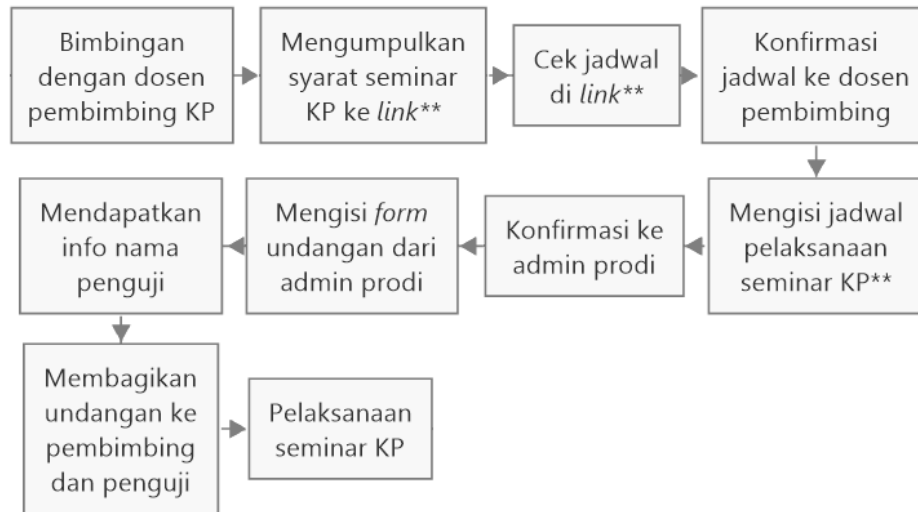 Bimbingan
dengan dosen
pembimbing KP
Mengumpulkan
syarat seminar
KP ke link**
Cek jadwal
di link**
Konfirmasi
jadwal ke dosen
pembimbing
Mengisi jadwal
pelaksanaan
seminar KP**
Konfirmasi ke
admin prodi
Mengisi form
undangan dari
admin prodi
Mendapatkan
info nama
penguji
Membagikan
undangan ke
pembimbing
dan penguji
Pelaksanaan
seminar KP